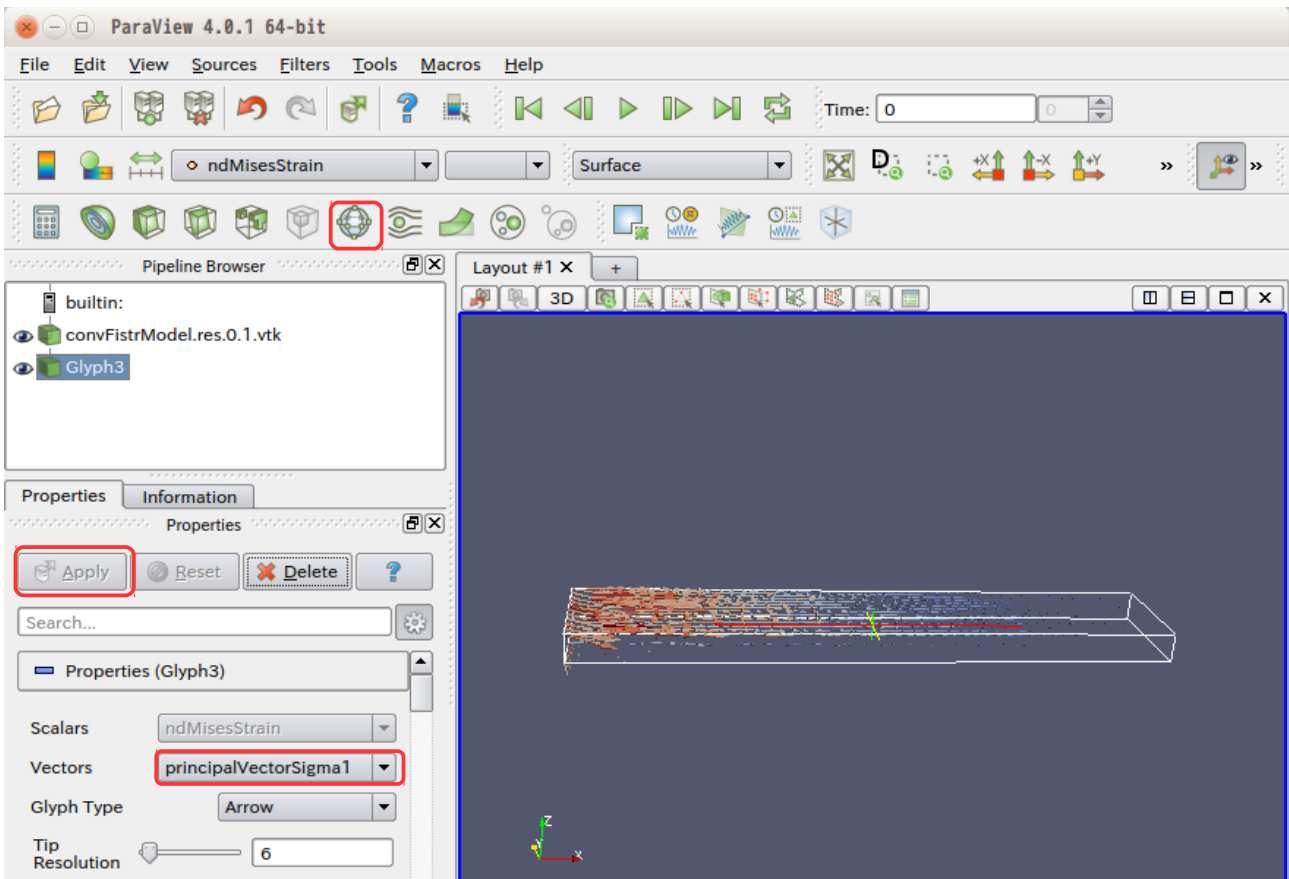 ParaView 4.0.1 64-bit
File Edit View Sources Filters Tools Macros Help
? Time: 0 0
ndMisesStrain Surface D +X -X +Y » »
Pipeline Browser
Layout #1 X +
builtin:
3D
convFistrModel.res.0.1.vtk
Glyph3
Properties Information
Properties
Apply Reset Delete ?
Search...
Properties (Glyph3)
Scalars ndMisesStrain
Vectors principalVectorSigma1
Glyph Type Arrow
Tip
Resolution 6
Z
Y
X